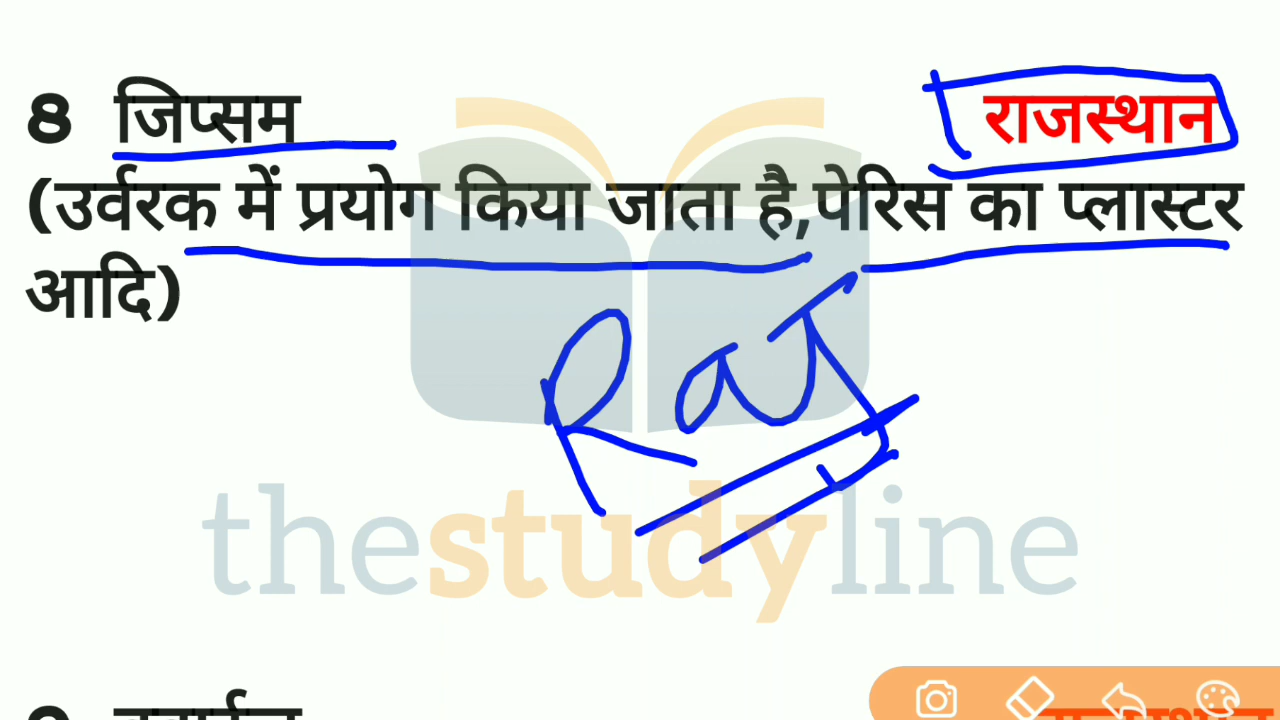 8 जिप्सम राजस्थान
(उर्वरक में प्रयोग किया जाता है,पेरिस का प्लास्टर
आदि)
Raj
thestudyline